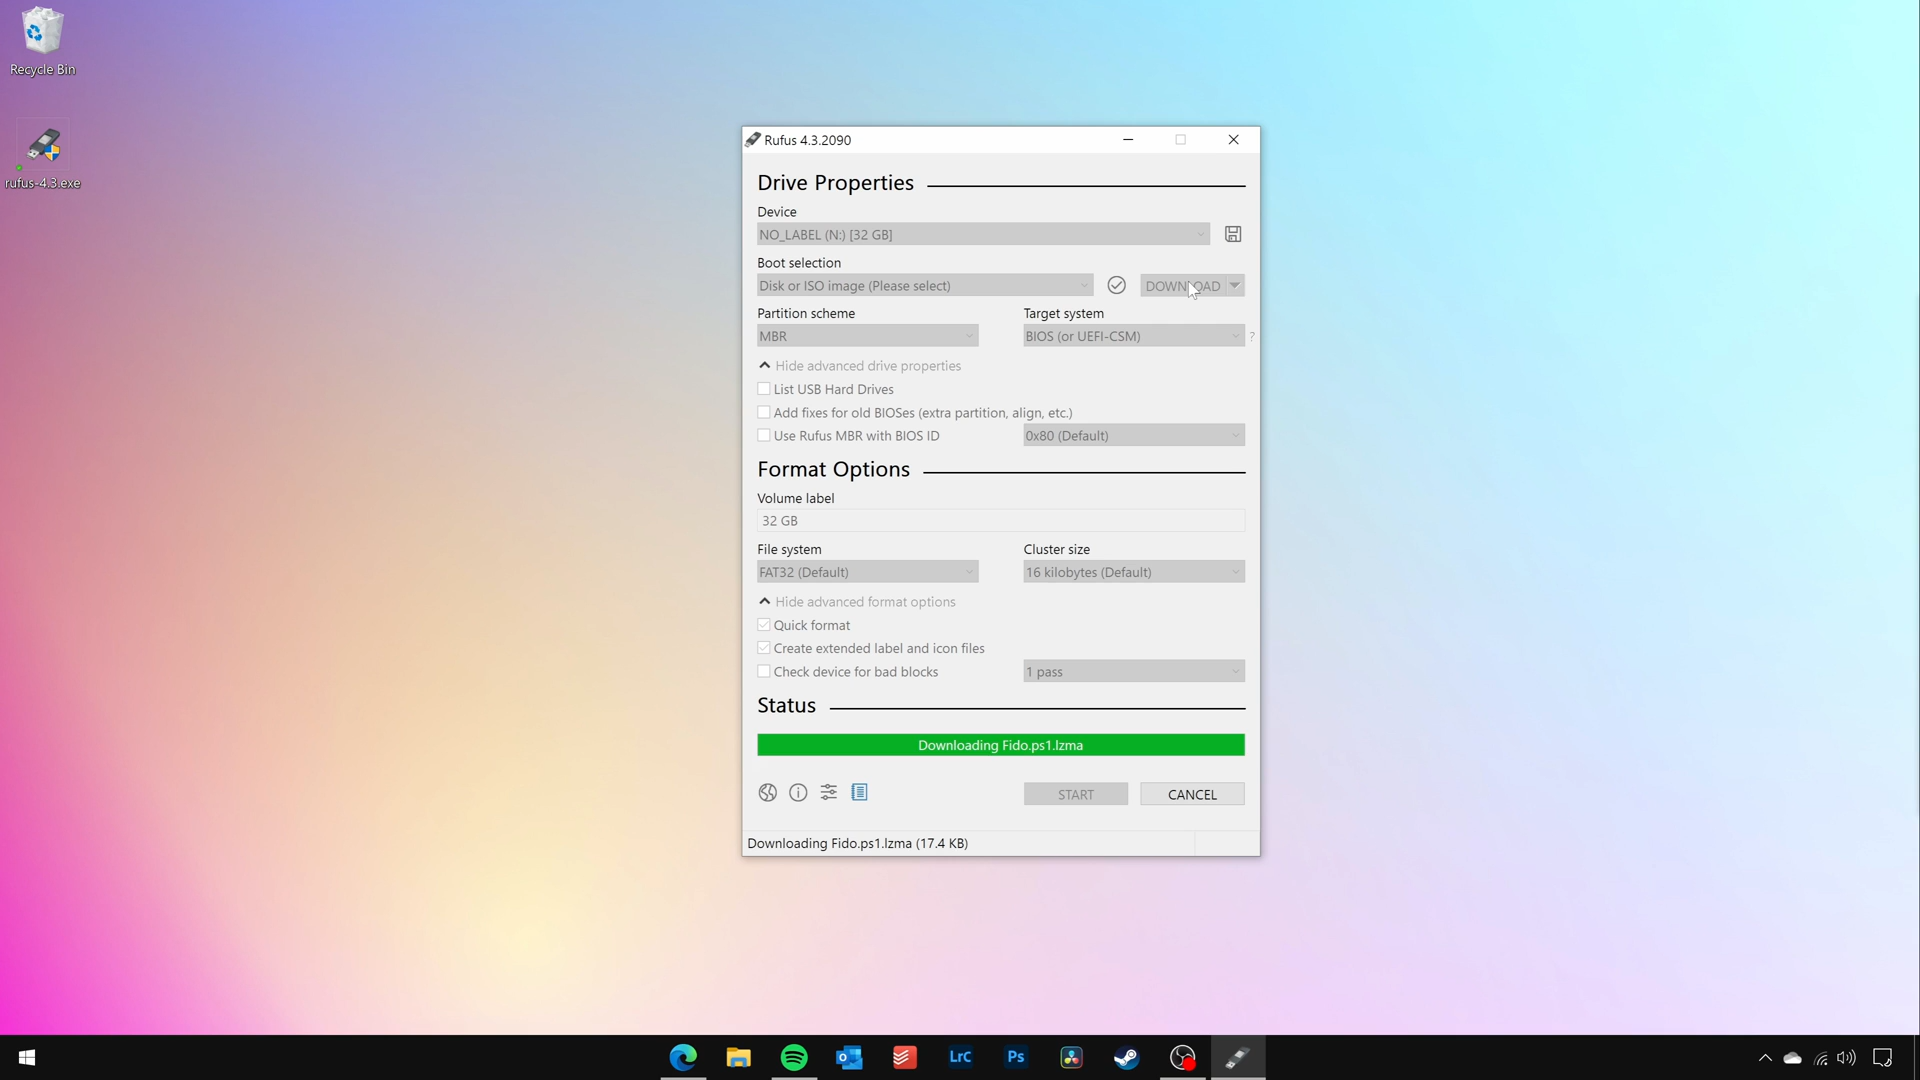 Recycle Bin
rufus-4.3.exe
Rufus 4.3.2090
Drive Properties
Device
NO_LABEL (N:) [32 GB]
Boot selection
Disk or ISO image (Please select)
DOWNLOAD
Partition scheme
Target system
MBR
BIOS (or UEFI-CSM)
?
Hide advanced drive properties
List USB Hard Drives
Add fixes for old BIOSes (extra partition, align, etc.)
Use Rufus MBR with BIOS ID
0x80 (Default)
Format Options
Volume label
32 GB
File system
Cluster size
FAT32 (Default)
16 kilobytes (Default)
Hide advanced format options
Quick format
Create extended label and icon files
Check device for bad blocks
1 pass
Status
Downloading Fido.ps1.lzma
START
CANCEL
Downloading Fido.ps1.lzma (17.4 KB)
LrC
Ps